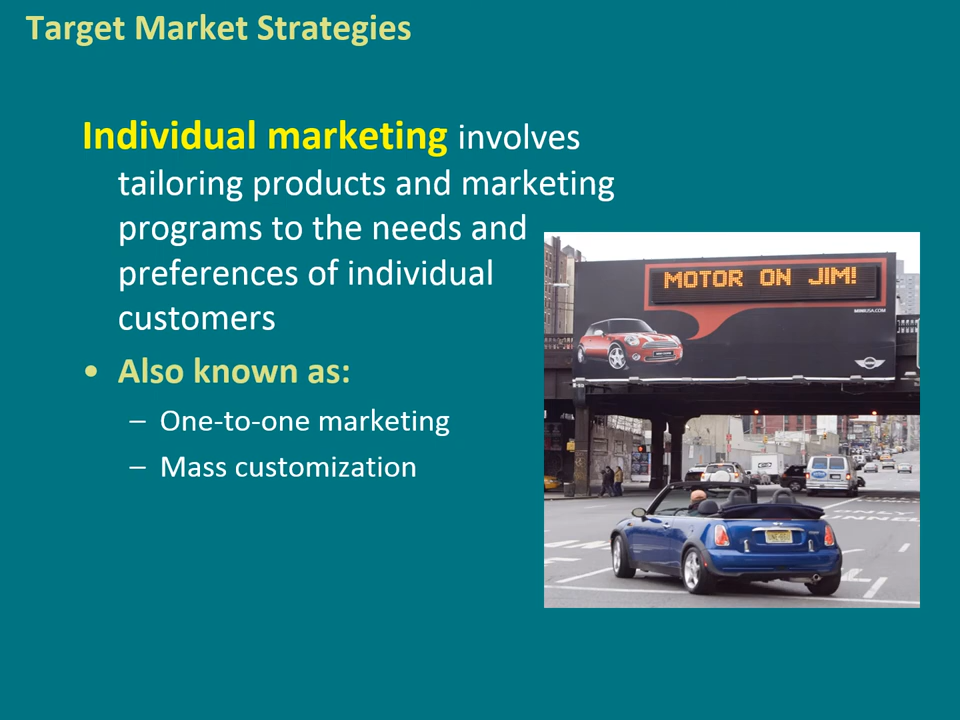 Target Market Strategies
Individual marketing involves
tailoring products and marketing
programs to the needs and
preferences of individual
customers
• Also known as:
– One-to-one marketing
– Mass customization
MOTOR ON JIM!
MINIUSA.COM
ONLY